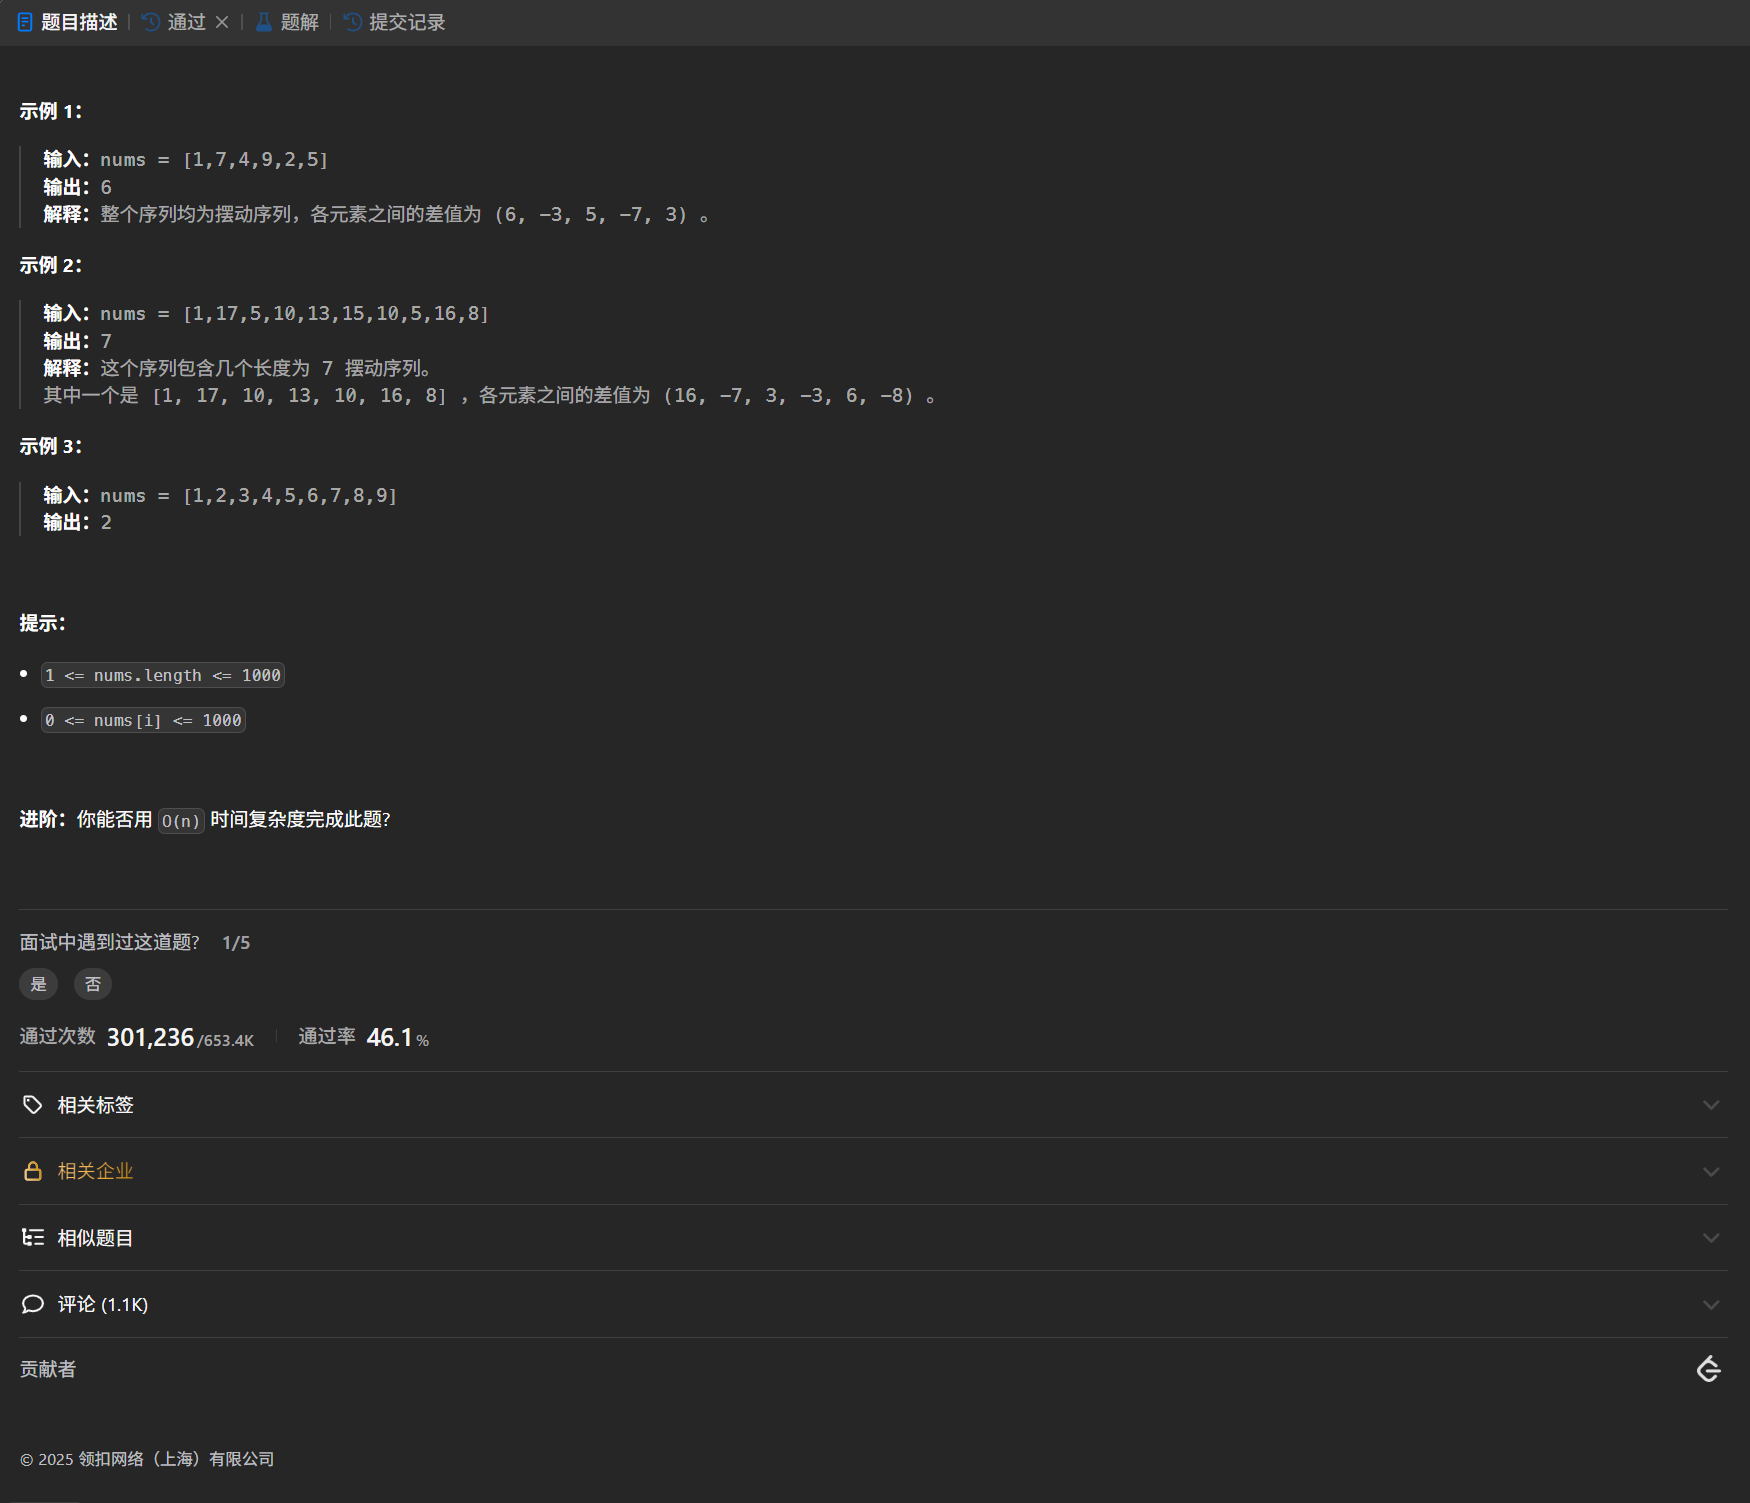 题目描述 | 通过 × | 题解 | 提交记录
示例 1：
输入：nums = [1,7,4,9,2,5]
输出：6
解释：整个序列均为摆动序列，各元素之间的差值为 (6, -3, 5, -7, 3) 。
示例 2：
输入：nums = [1,17,5,10,13,15,10,5,16,8]
输出：7
解释：这个序列包含几个长度为 7 摆动序列。
其中一个是 [1, 17, 10, 13, 10, 16, 8] ，各元素之间的差值为 (16, -7, 3, -3, 6, -8) 。
示例 3：
输入：nums = [1,2,3,4,5,6,7,8,9]
输出：2
提示：
• 1 <= nums.length <= 1000
• 0 <= nums[i] <= 1000
进阶：你能否用 O(n) 时间复杂度完成此题?
面试中遇到过这道题? 1/5
是 否
通过次数 301,236/653.4K | 通过率 46.1%
相关标签
相关企业
相似题目
评论 (1.1K)
贡献者
© 2025 领扣网络（上海）有限公司